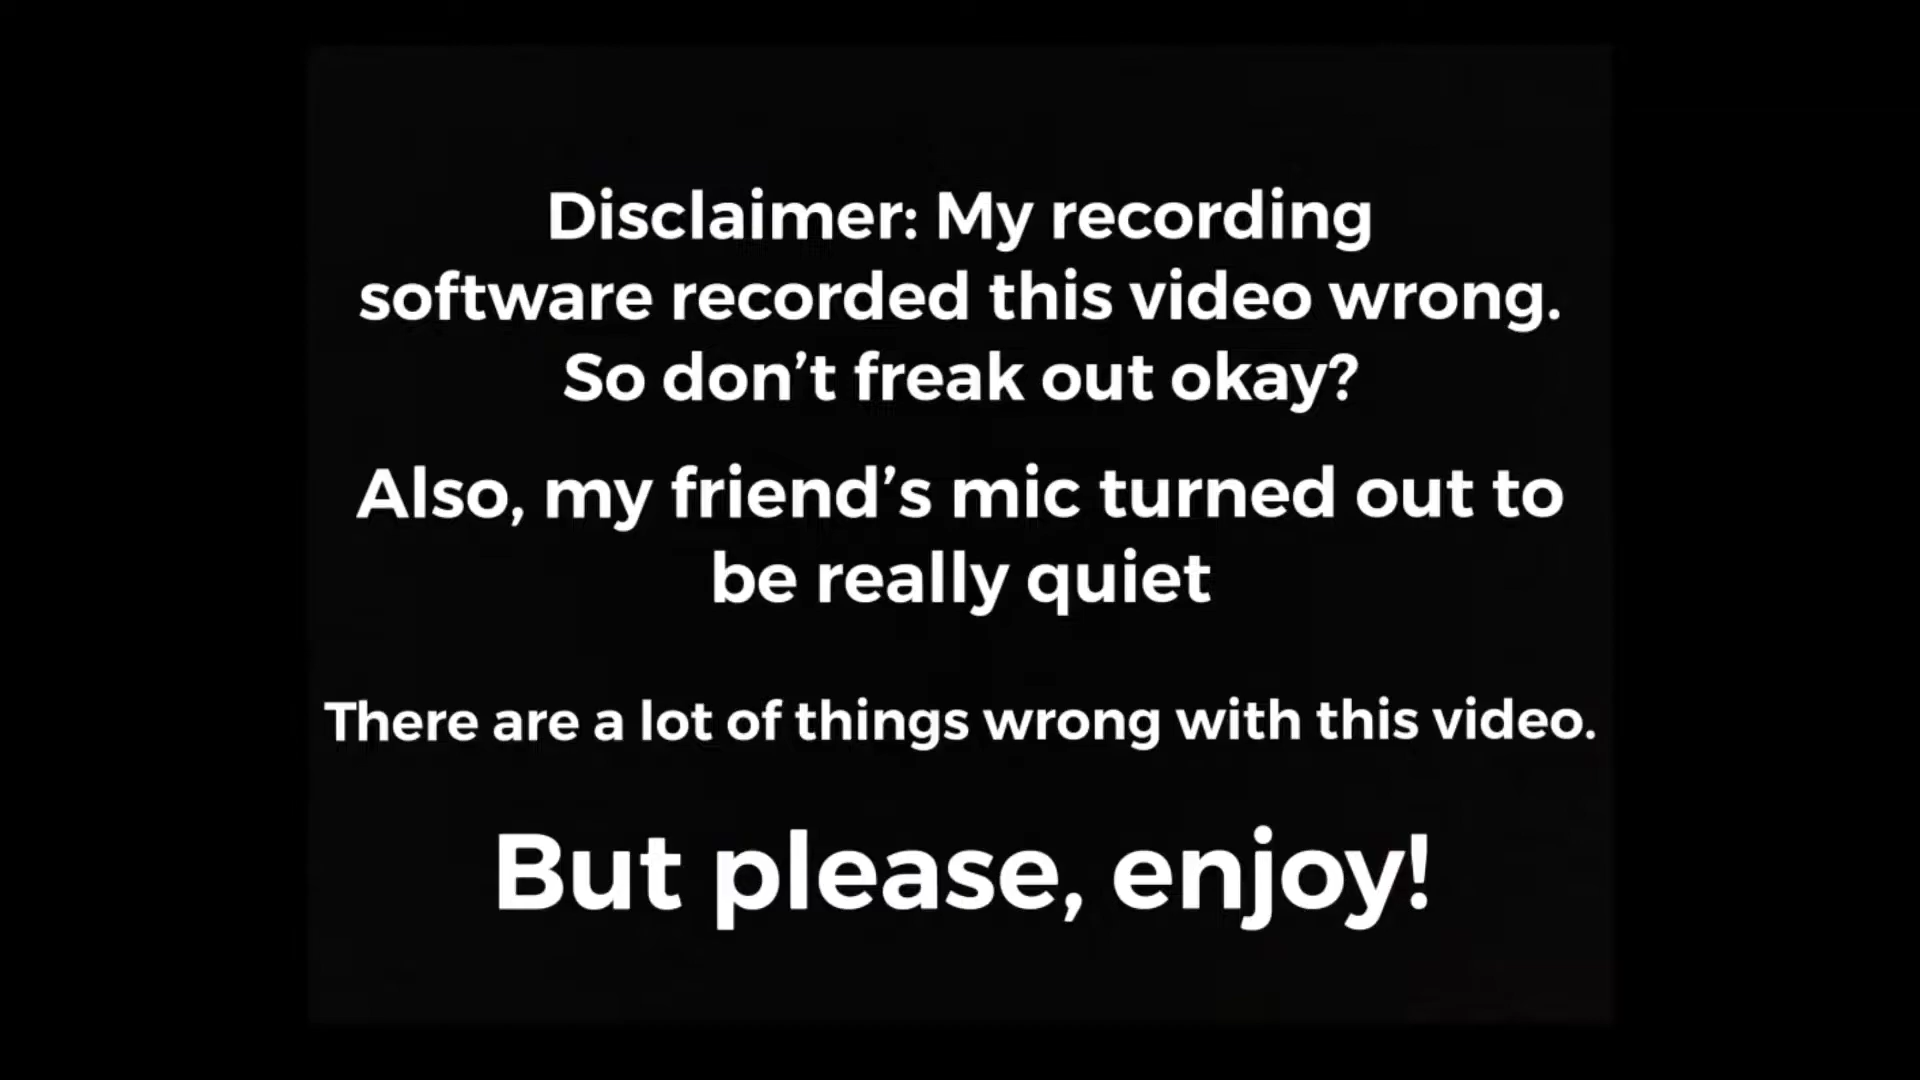 Disclaimer: My recording
software recorded this video wrong.
So don’t freak out okay?
Also, my friend’s mic turned out to
be really quiet
There are a lot of things wrong with this video.
But please, enjoy!